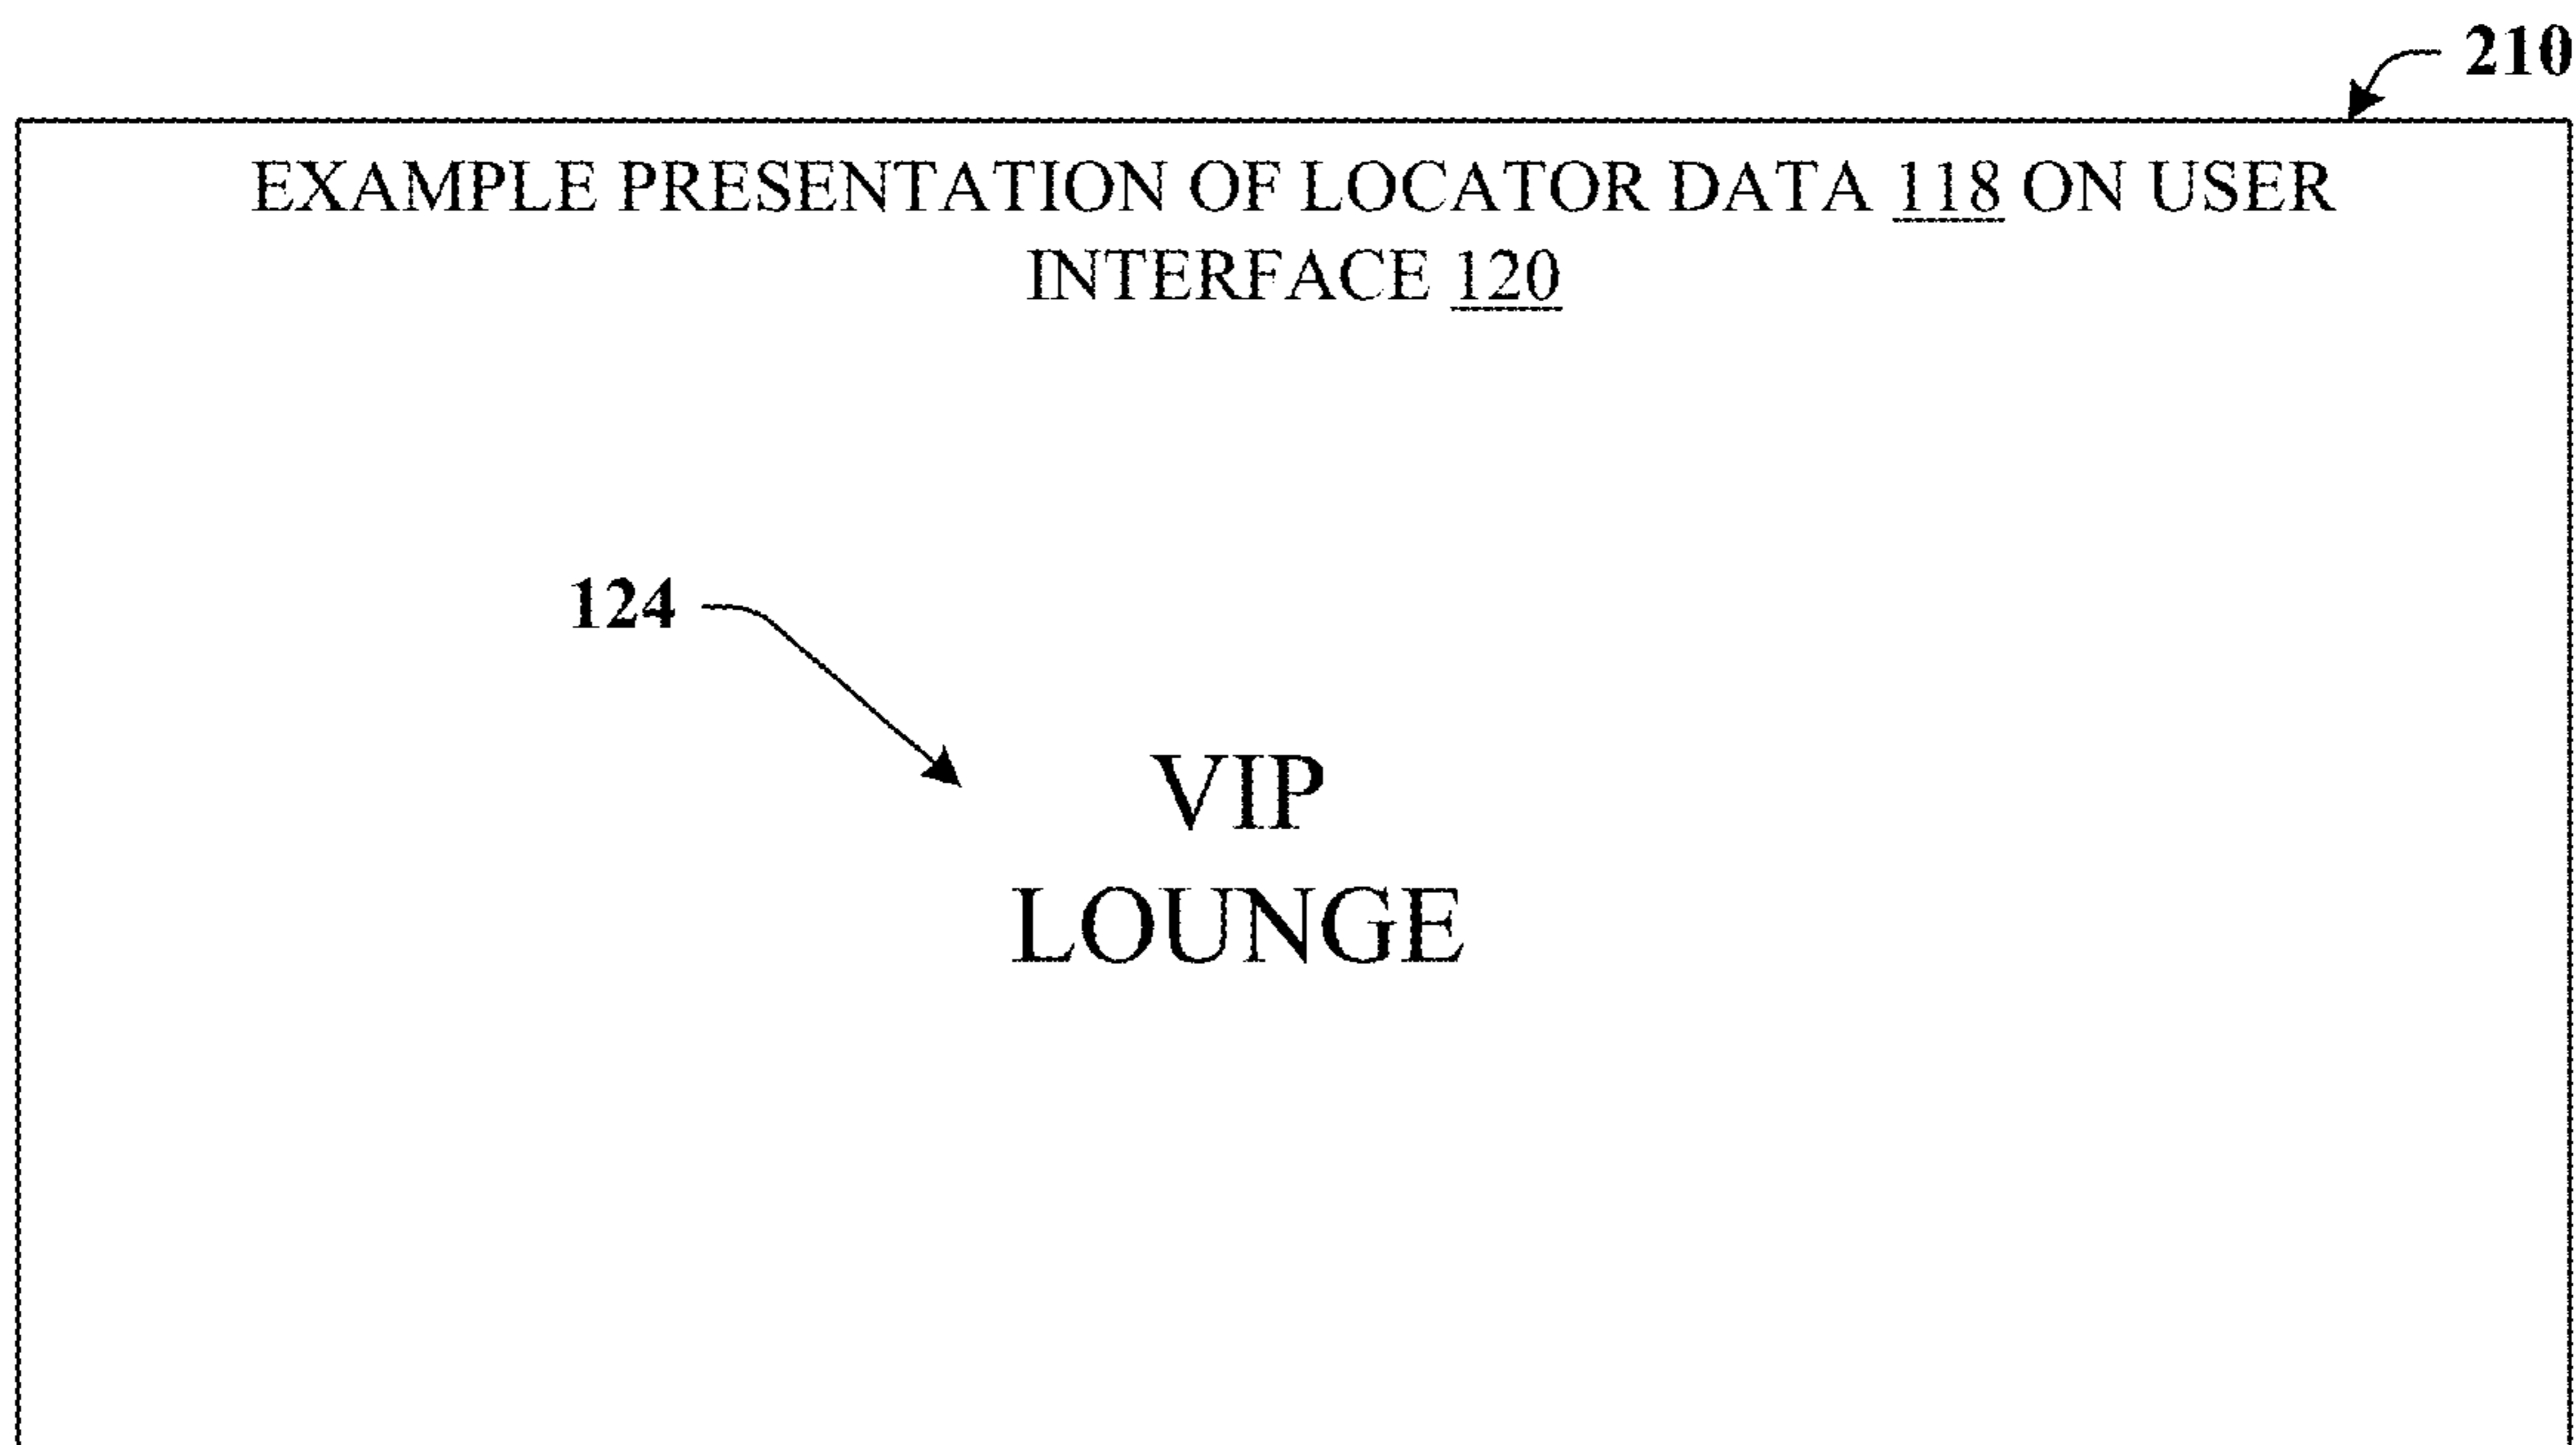 210
EXAMPLE PRESENTATION OF LOCATOR DATA 118 ON USER
INTERFACE 120
124
VIP
LOUNGE